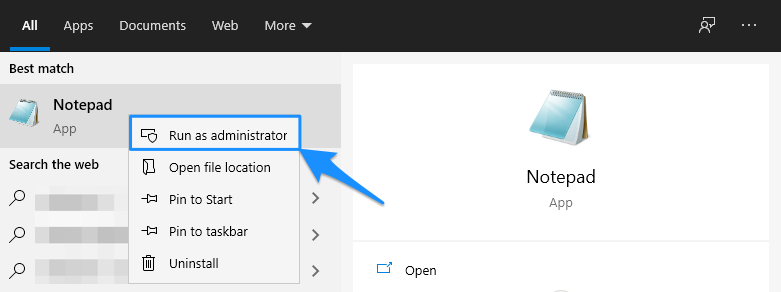 All Apps Documents Web More
Best match
Notepad
App
Run as administrator
Open file location
Pin to Start
Pin to taskbar
Uninstall
Search the web
Notepad
App
Open